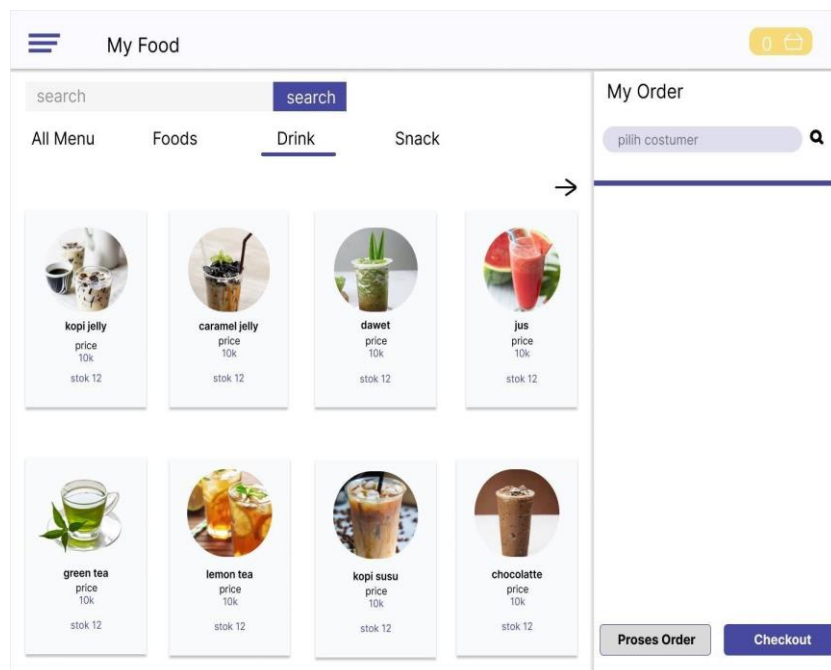 My Food
0
search
search
All Menu Foods Drink Snack
kopi jelly
price
10k
stok 12
caramel jelly
price
10k
stok 12
dawet
price
10k
stok 12
jus
price
10k
stok 12
green tea
price
10k
stok 12
lemon tea
price
10k
stok 12
kopi susu
price
10k
stok 12
chocolatte
price
10k
stok 12
My Order
pilih costumer
Proses Order
Checkout